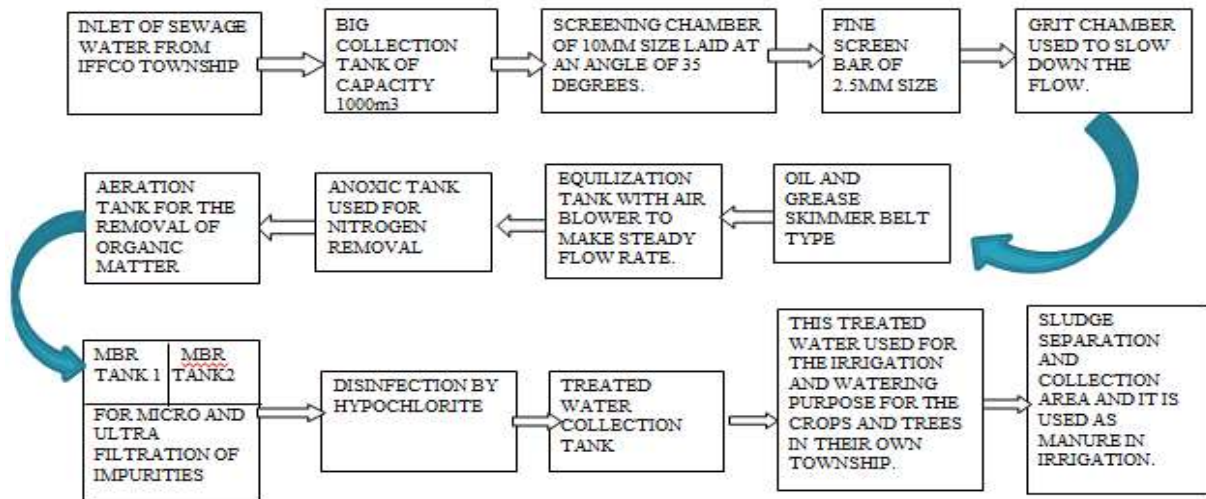 INLET OF SEWAGE
WATER FROM
IFFCO TOWNSHIP
BIG
COLLECTION
TANK OF
CAPACITY
1000m3
SCREENING CHAMBER
OF 10MM SIZE LAID AT
AN ANGLE OF 35
DEGREES.
FINE
SCREEN
BAR OF
2.5MM SIZE
GRIT CHAMBER
USED TO SLOW
DOWN THE
FLOW.
OIL AND
GREASE
SKIMMER BELT
TYPE
EQUILIZATION
TANK WITH AIR
BLOWER TO
MAKE STEADY
FLOW RATE.
ANOXIC TANK
USED FOR
NITROGEN
REMOVAL
AERATION
TANK FOR THE
REMOVAL OF
ORGANIC
MATTER
MBR
TANK 1
MBR
TANK2
FOR MICRO AND
ULTRA
FILTRATION OF
IMPURITIES
DISINFECTION BY
HYPOCHLORITE
TREATED
WATER
COLLECTION
TANK
THIS TREATED
WATER USED FOR
THE IRRIGATION
AND WATERING
PURPOSE FOR THE
CROPS AND TREES
IN THEIR OWN
TOWNSHIP.
SLUDGE
SEPARATION
AND
COLLECTION
AREA AND IT IS
USED AS
MANURE IN
IRRIGATION.